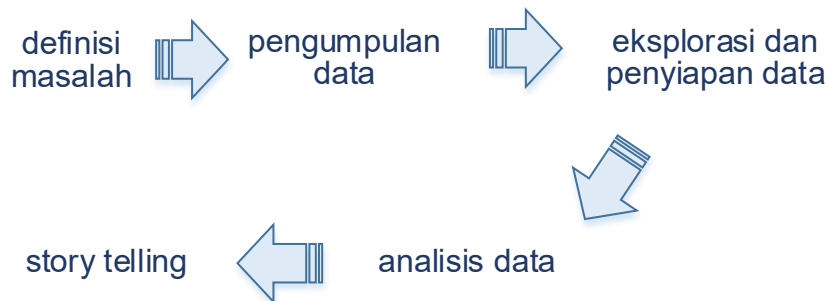 definisi
masalah
pengumpulan
data
eksplorasi dan
penyiapan data
analisis data
story telling